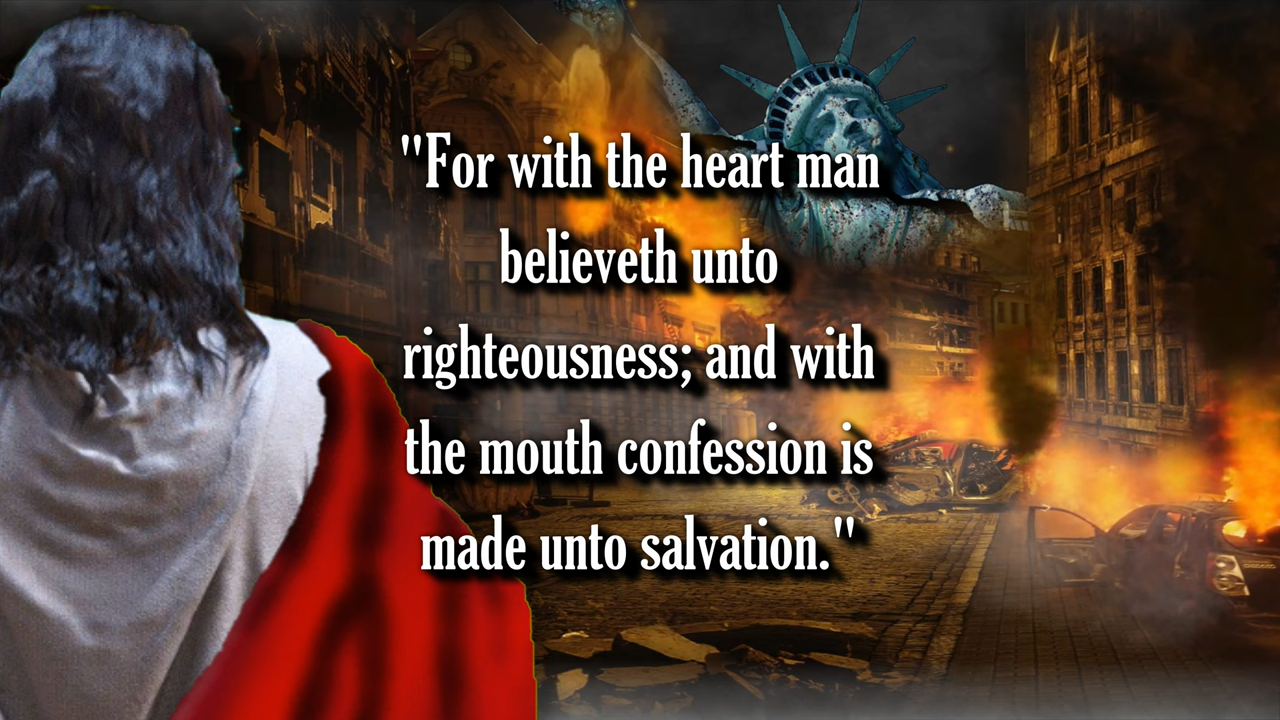 "For with the heart man
believeth unto
righteousness; and with
the mouth confession is
made unto salvation."